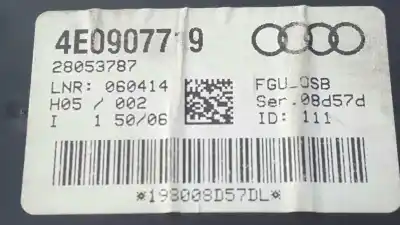 4E0907719
28053787
LNR: 060414
H05 / 002
I 1 50/06
FGU_OSB
Ser.08d57d
ID: 111
*198008D57DL*